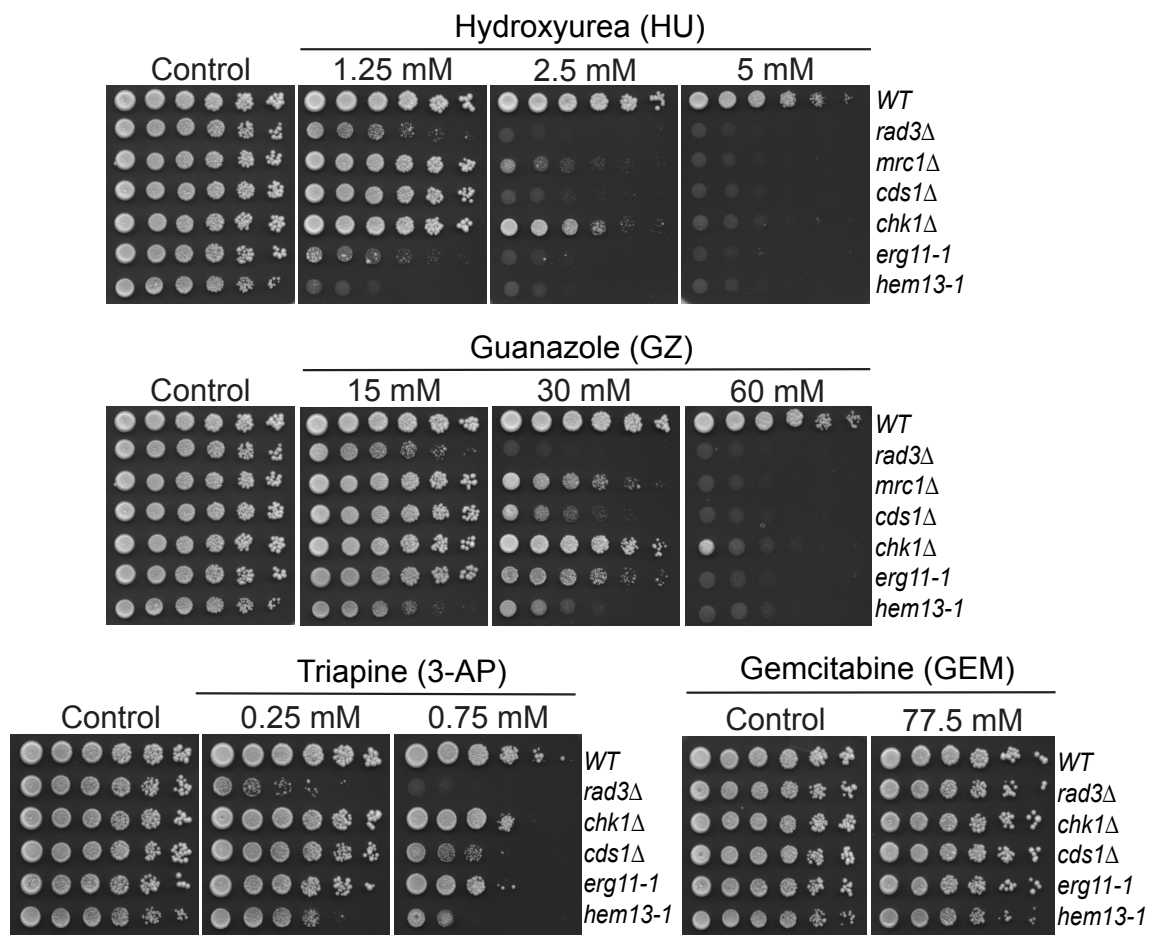 Hydroxyurea (HU)
Control 1.25 mM 2.5 mM 5 mM
WT
rad3Δ
mrc1Δ
cds1Δ
chk1Δ
erg11-1
hem13-1
Guanazole (GZ)
Control 15 mM 30 mM 60 mM
WT
rad3Δ
mrc1Δ
cds1Δ
chk1Δ
erg11-1
hem13-1
Triapine (3-AP)
Control 0.25 mM 0.75 mM
WT
rad3Δ
chk1Δ
cds1Δ
erg11-1
hem13-1
Gemcitabine (GEM)
Control 77.5 mM
WT
rad3Δ
chk1Δ
cds1Δ
erg11-1
hem13-1